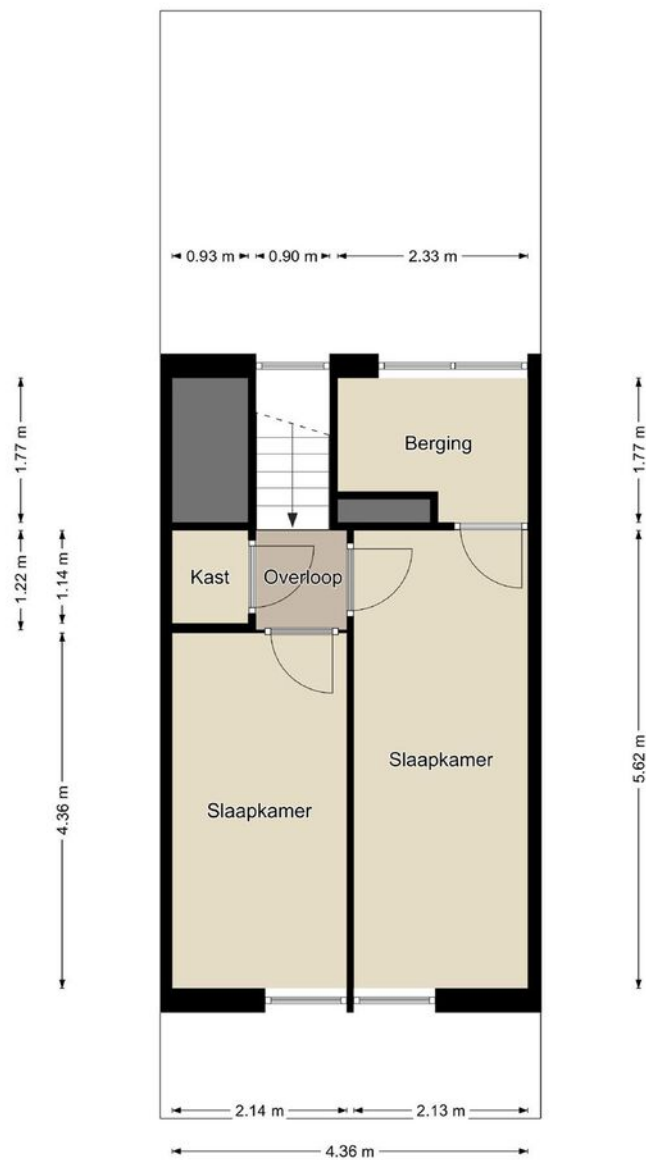 0.93 m
0.90 m
2.33 m
1.77 m
1.77 m
Berging
1.22 m
1.14 m
Kast
Overloop
5.62 m
Slaapkamer
4.36 m
Slaapkamer
2.14 m
2.13 m
4.36 m